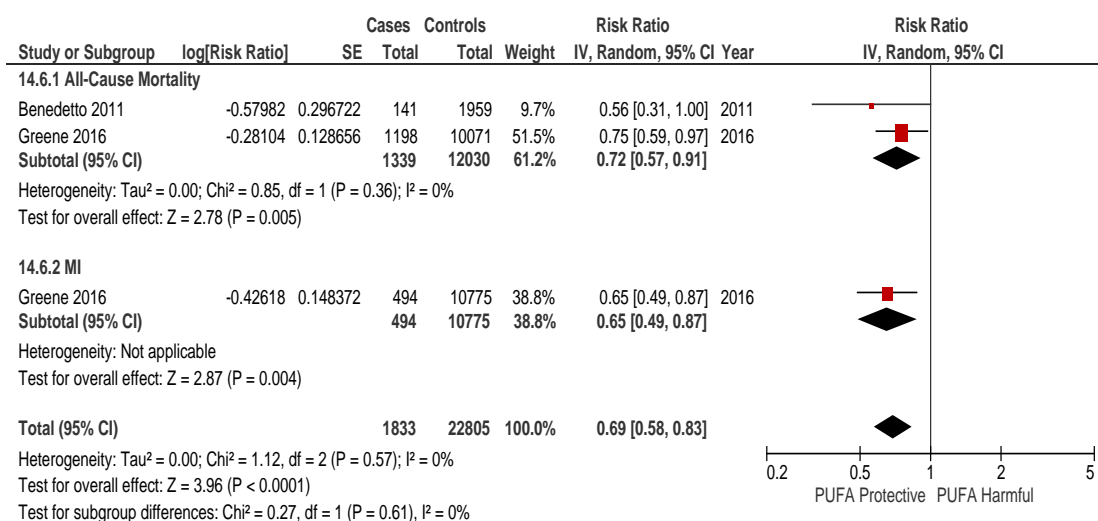 Cases Controls Risk Ratio Risk Ratio
Study or Subgroup log[Risk Ratio] SE Total Total Weight IV, Random, 95% CI Year IV, Random, 95% CI
14.6.1 All-Cause Mortality
Benedetto 2011 -0.57982 0.296722 141 1959 9.7% 0.56 [0.31, 1.00] 2011
Greene 2016 -0.28104 0.128656 1198 10071 51.5% 0.75 [0.59, 0.97] 2016
Subtotal (95% CI) 1339 12030 61.2% 0.72 [0.57, 0.91]
Heterogeneity: Tau² = 0.00; Chi² = 0.85, df = 1 (P = 0.36); I² = 0%
Test for overall effect: Z = 2.78 (P = 0.005)
14.6.2 MI
Greene 2016 -0.42618 0.148372 494 10775 38.8% 0.65 [0.49, 0.87] 2016
Subtotal (95% CI) 494 10775 38.8% 0.65 [0.49, 0.87]
Heterogeneity: Not applicable
Test for overall effect: Z = 2.87 (P = 0.004)
Total (95% CI) 1833 22805 100.0% 0.69 [0.58, 0.83]
Heterogeneity: Tau² = 0.00; Chi² = 1.12, df = 2 (P = 0.57); I² = 0%
Test for overall effect: Z = 3.96 (P < 0.0001)
Test for subgroup differences: Chi² = 0.27, df = 1 (P = 0.61), I² = 0%
0.2 0.5 1 2 5
PUFA Protective PUFA Harmful